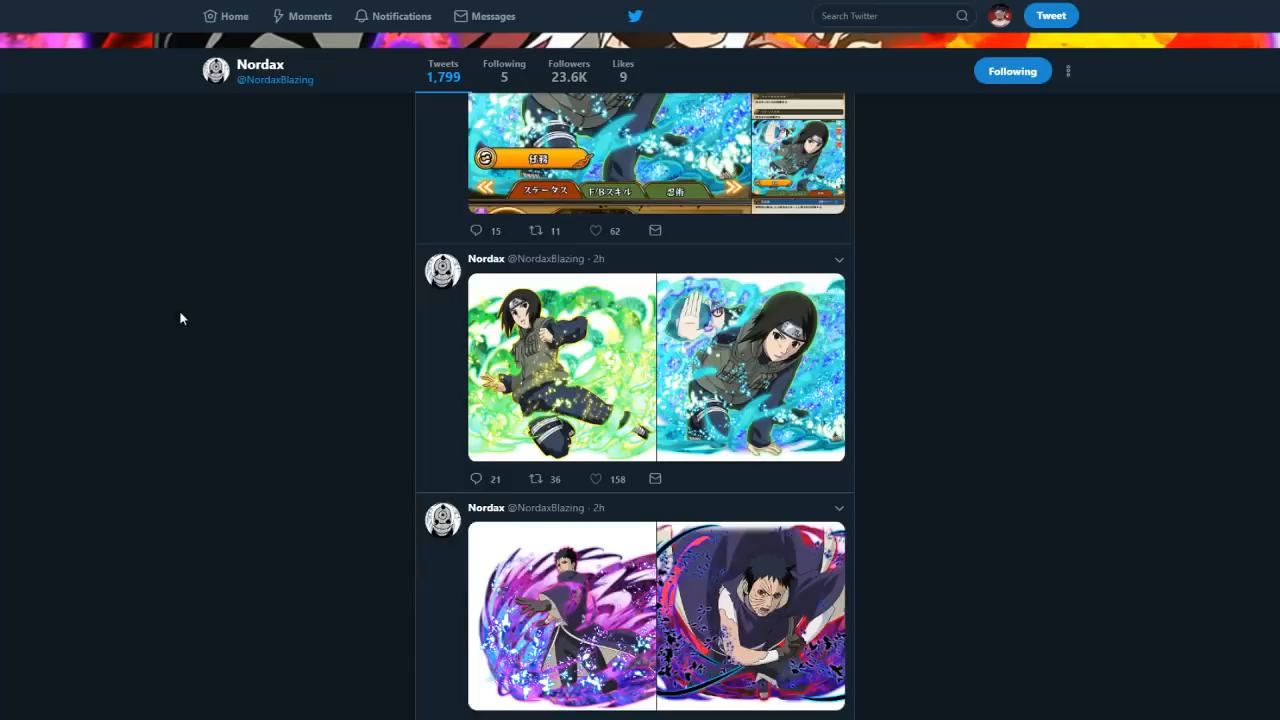 Home
Moments
Notifications
Messages
Search Twitter
Tweet
Nordax
@NordaxBlazing
Tweets
1,799
Following
5
Followers
23.6K
Likes
9
Following
任務
ステータス
F/Bスキル
忍術
15
11
62
Nordax @NordaxBlazing · 2h
21
36
158
Nordax @NordaxBlazing · 2h